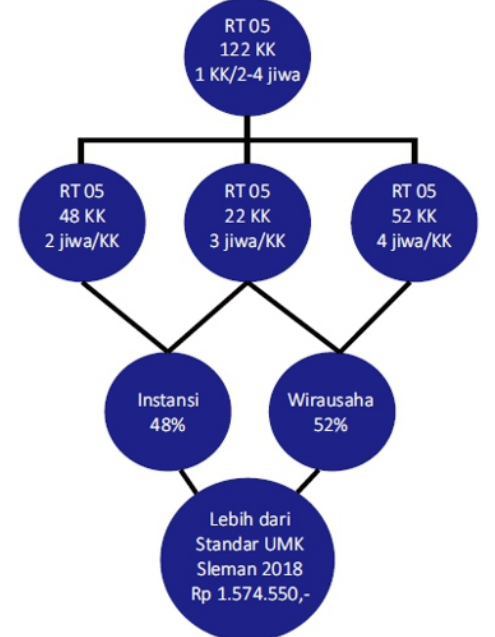 RT 05
122 KK
1 KK/2-4 jiwa
RT 05
48 KK
2 jiwa/KK
RT 05
22 KK
3 jiwa/KK
RT 05
52 KK
4 jiwa/KK
Instansi
48%
Wirausaha
52%
Lebih dari
Standar UMK
Sleman 2018
Rp 1.574.550,-